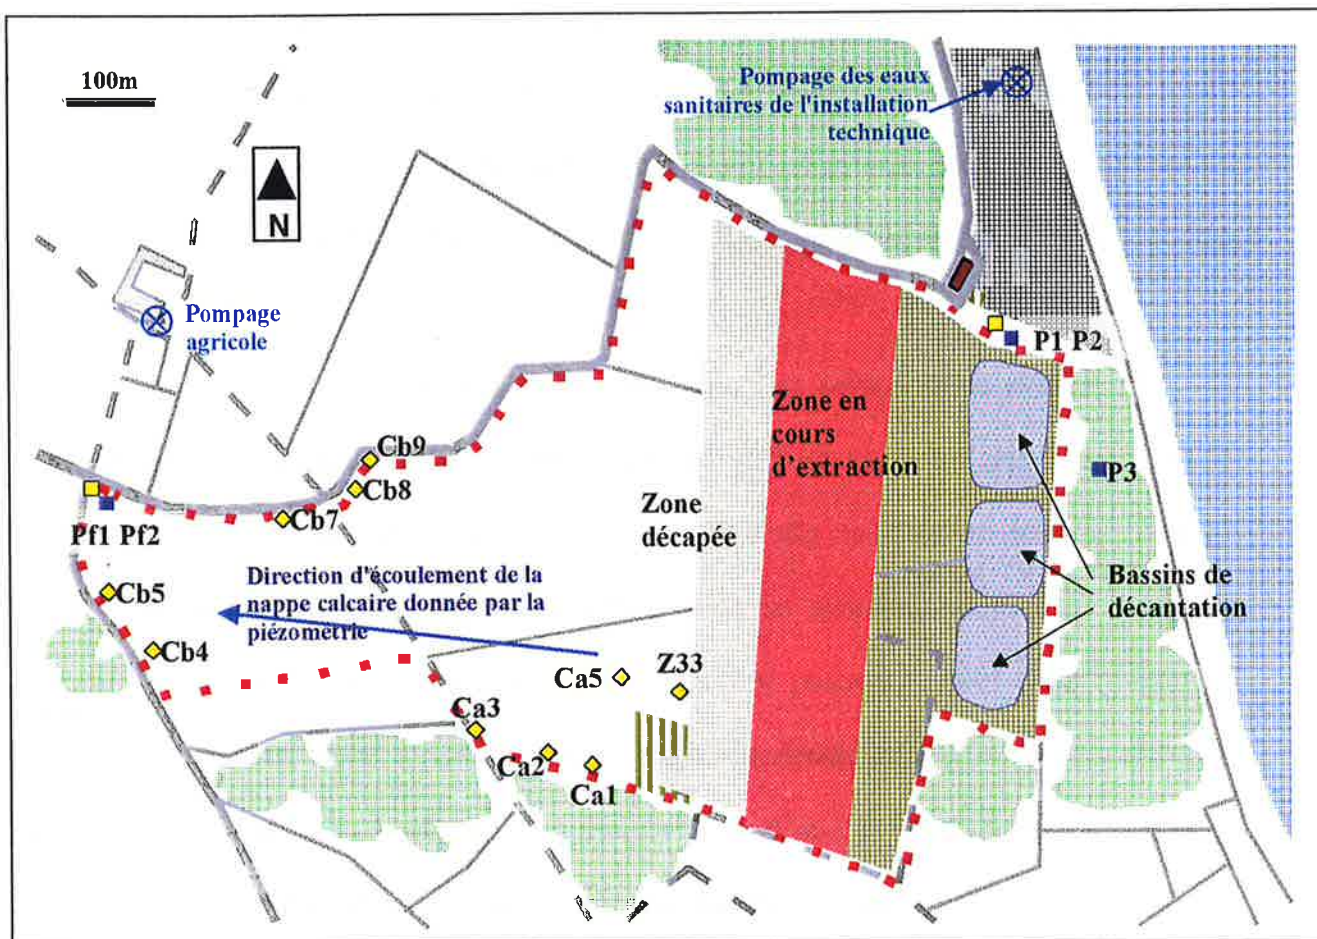 100m
N
Pompage des eaux
sanitaires de l'installation
technique
Pompage
agricole
P1 P2
Cb9
Zone en
cours
d'extraction
P3
Cb8
Zone
décapée
Cb7
Pf1 Pf2
Direction d'écoulement de la
nappe calcaire donnée par la
piézometrie
Bassins de
décantation
Cb5
Cb4
Ca5
Z33
Ca3
Ca2
Ca1